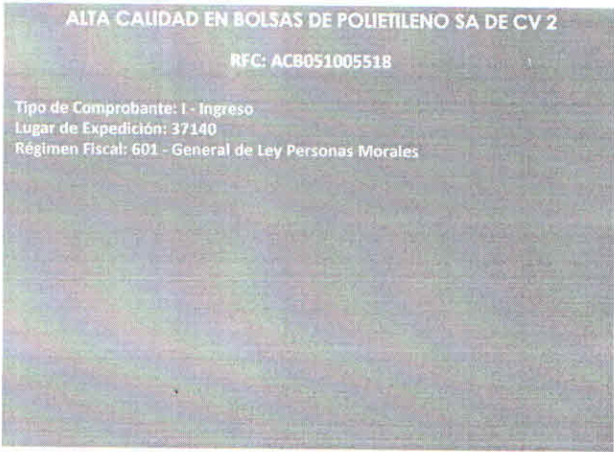 ALTA CALIDAD EN BOLSAS DE POLIETILENO SA DE CV 2
RFC: ACB051005518
Tipo de Comprobante: I - Ingreso
Lugar de Expedición: 37140
Régimen Fiscal: 601 - General de Ley Personas Morales